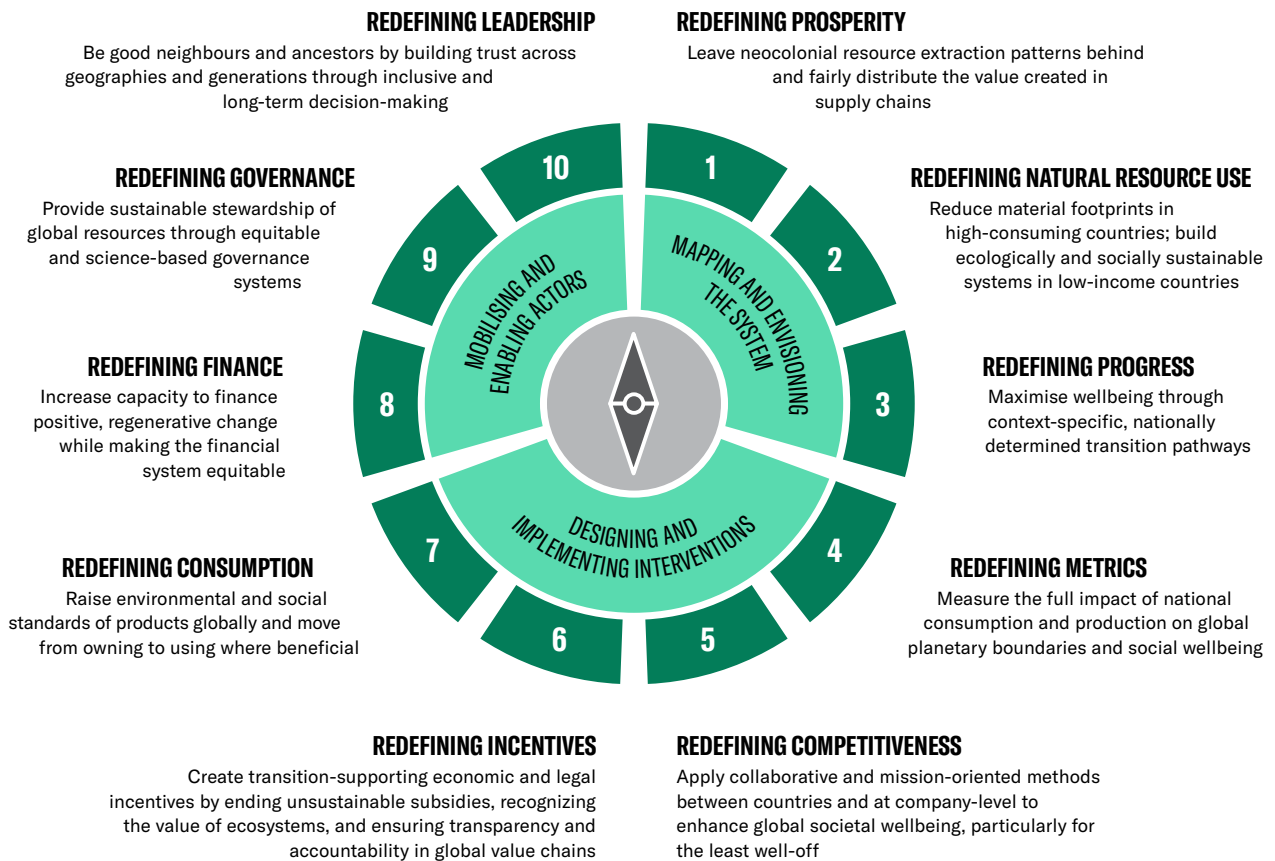 REDEFINING LEADERSHIP
Be good neighbours and ancestors by building trust across
geographies and generations through inclusive and
long-term decision-making
REDEFINING PROSPERITY
Leave neocolonial resource extraction patterns behind
and fairly distribute the value created in
supply chains
REDEFINING GOVERNANCE
Provide sustainable stewardship of
global resources through equitable
and science-based governance
systems
REDEFINING NATURAL RESOURCE USE
Reduce material footprints in
high-consuming countries; build
ecologically and socially sustainable
systems in low-income countries
REDEFINING FINANCE
Increase capacity to finance
positive, regenerative change
while making the financial
system equitable
REDEFINING PROGRESS
Maximise wellbeing through
context-specific, nationally
determined transition pathways
REDEFINING CONSUMPTION
Raise environmental and social
standards of products globally and move
from owning to using where beneficial
REDEFINING METRICS
Measure the full impact of national
consumption and production on global
planetary boundaries and social wellbeing
REDEFINING INCENTIVES
Create transition-supporting economic and legal
incentives by ending unsustainable subsidies, recognizing
the value of ecosystems, and ensuring transparency and
accountability in global value chains
REDEFINING COMPETITIVENESS
Apply collaborative and mission-oriented methods
between countries and at company-level to
enhance global societal wellbeing, particularly for
the least well-off
1
2
3
4
5
6
7
8
9
10
MAPPING AND ENVISIONING
THE SYSTEM
DESIGNING AND
IMPLEMENTING INTERVENTIONS
MOBILISING AND
ENABLING ACTORS